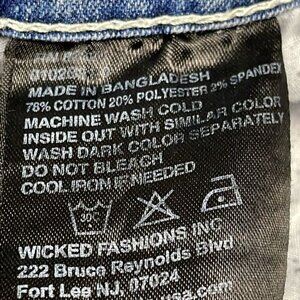 MADE IN BANGLADESH
78% COTTON 20% POLYESTER 2% SPANDEX
MACHINE WASH COLD
INSIDE OUT WITH SIMILAR COLOR
WASH DARK COLOR SEPARATELY
DO NOT BLEACH
COOL IRON IF NEEDED
30C
WICKED FASHIONS INC
222 Bruce Reynolds Blvd
Fort Lee NJ, 07024